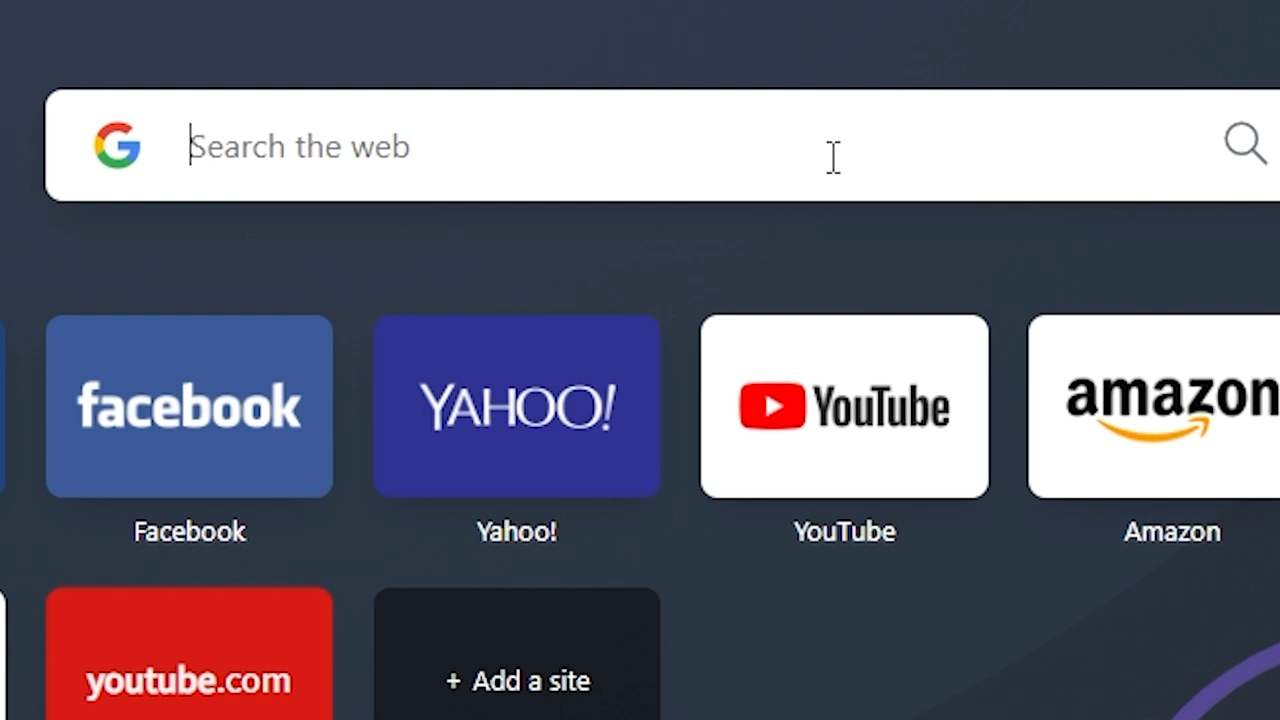 Search the web
facebook
YAHOO!
YouTube
amazon
Facebook
Yahoo!
YouTube
Amazon
youtube.com
+ Add a site